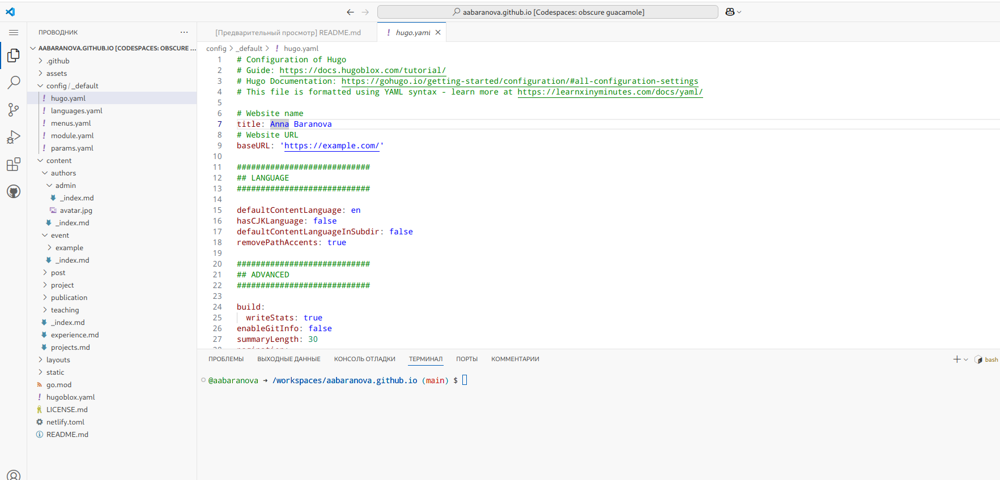 aabaranova.github.io [Codespaces: obscure guacamole]
ПРОВОДНИК
AABARANOVA.GITHUB.IO [CODESPACES: OBSCURE ...
.github
assets
config / _default
hugo.yaml
languages.yaml
menus.yaml
module.yaml
params.yaml
content
authors
admin
_index.md
avatar.jpg
_index.md
event
example
_index.md
post
project
publication
teaching
_index.md
experience.md
projects.md
layouts
static
go.mod
hugoblox.yaml
LICENSE.md
netlify.toml
README.md
[Предварительный просмотр] README.md
hugo.yaml
config > _default > ! hugo.yaml
1 # Configuration of Hugo
2 # Guide: https://docs.hugoblox.com/tutorial/
3 # Hugo Documentation: https://gohugo.io/getting-started/configuration/#all-configuration-settings
4 # This file is formatted using YAML syntax - learn more at https://learnxinyminutes.com/docs/yaml/
5
6 # Website name
7 title: Anna Baranova
8 # Website URL
9 baseURL: 'https://example.com/'
10
11 ############################
12 ## LANGUAGE
13 ############################
14
15 defaultContentLanguage: en
16 hasCJKLanguage: false
17 defaultContentLanguageInSubdir: false
18 removePathAccents: true
19
20 ############################
21 ## ADVANCED
22 ############################
23
24 build:
25 writeStats: true
26 enableGitInfo: false
27 summaryLength: 30
ПРОБЛЕМЫ ВЫХОДНЫЕ ДАННЫЕ КОНСОЛЬ ОТЛАДКИ ТЕРМИНАЛ ПОРТЫ КОММЕНТАРИИ
bash
@aabaranova → /workspaces/aabaranova.github.io (main) $